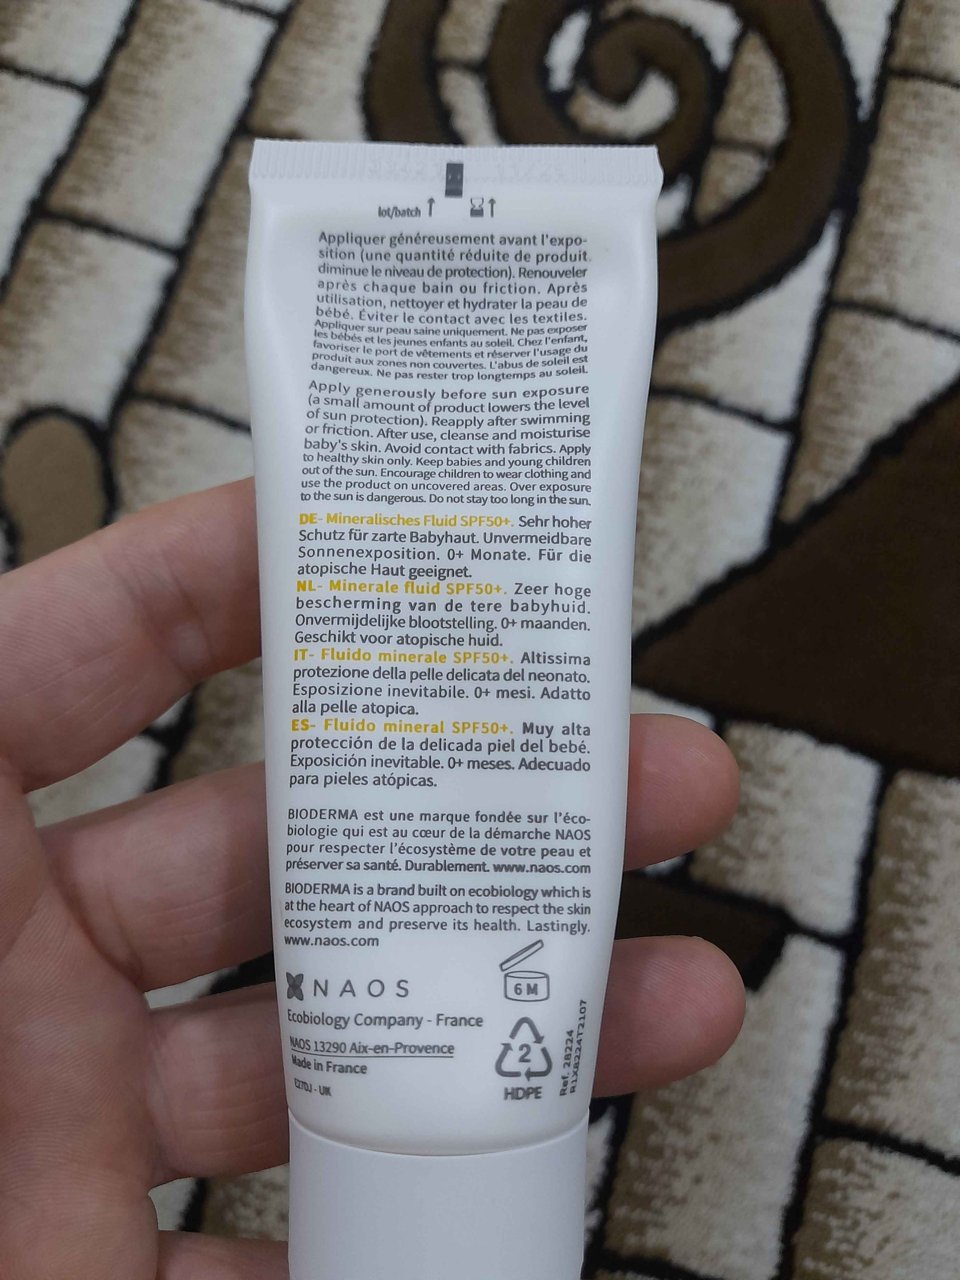 lot/batch
Appliquer généreusement avant l'expo-
sition (une quantité réduite de produit
diminue le niveau de protection). Renouveler
après chaque bain ou friction. Après
utilisation, nettoyer et hydrater la peau de
bébé. Éviter le contact avec les textiles.
Appliquer sur peau saine uniquement. Ne pas exposer
les bébés et les jeunes enfants au soleil. Chez l'enfant,
favoriser le port de vêtements et réserver l'usage du
produit aux zones non couvertes. L'abus de soleil est
dangereux. Ne pas rester trop longtemps au soleil.
Apply generously before sun exposure
(a small amount of product lowers the level
of sun protection). Reapply after swimming
or friction. After use, cleanse and moisturise
baby's skin. Avoid contact with fabrics. Apply
to healthy skin only. Keep babies and young children
out of the sun. Encourage children to wear clothing and
use the product on uncovered areas. Over exposure
to the sun is dangerous. Do not stay too long in the sun.
DE- Mineralisches Fluid SPF50+. Sehr hoher
Schutz für zarte Babyhaut. Unvermeidbare
Sonnenexposition. 0+ Monate. Für die
atopische Haut geeignet.
NL- Minerale fluid SPF50+. Zeer hoge
bescherming van de tere babyhuid.
Onvermijdelijke blootstelling. 0+ maanden.
Geschikt voor atopische huid.
IT- Fluido minerale SPF50+. Altissima
protezione della pelle delicata del neonato.
Esposizione inevitabile. 0+ mesi. Adatto
alla pelle atopica.
ES- Fluido mineral SPF50+. Muy alta
protección de la delicada piel del bebé.
Exposición inevitable. 0+ meses. Adecuado
para pieles atópicas.
BIODERMA est une marque fondée sur l'éco-
biologie qui est au cœur de la démarche NAOS
pour respecter l'écosystème de votre peau et
préserver sa santé. Durablement. www.naos.com
BIODERMA is a brand built on ecobiology which is
at the heart of NAOS approach to respect the skin
ecosystem and preserve its health. Lastingly.
www.naos.com
NAOS
6 M
Ecobiology Company - France
NAOS 13290 Aix-en-Provence
Made in France
2
HDPE
Ref. 28224